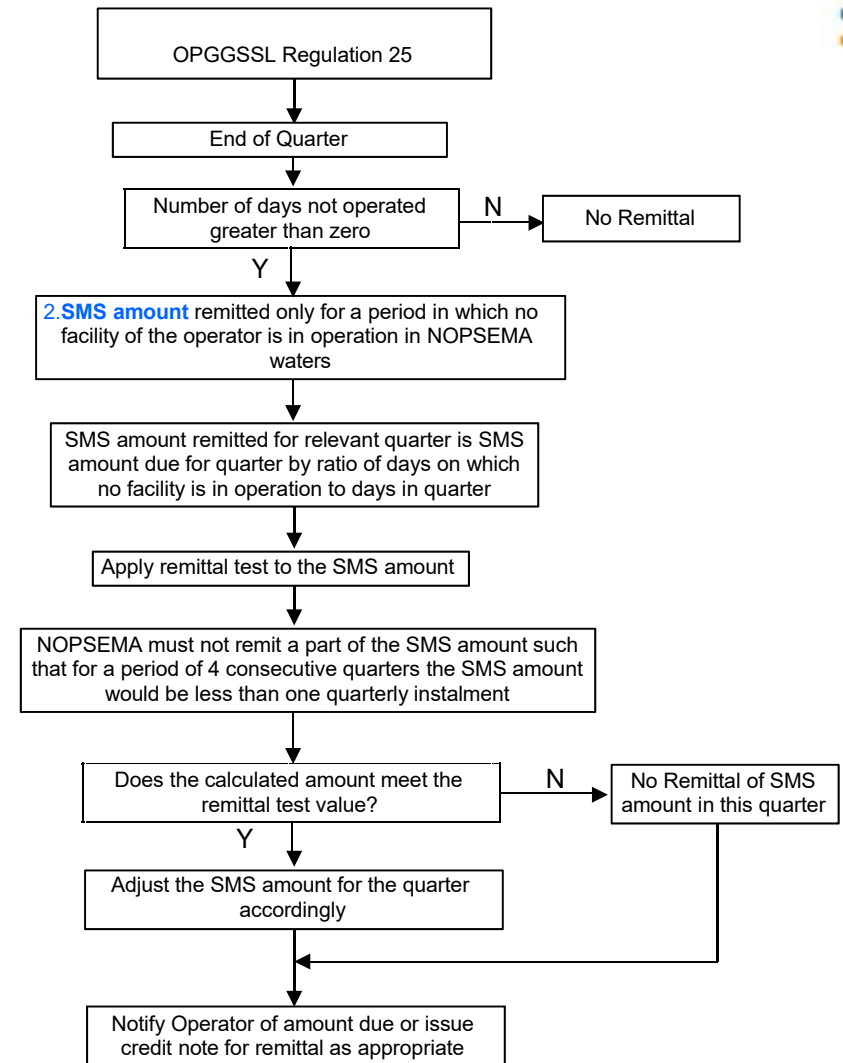 OPGGSSL Regulation 25
End of Quarter
Number of days not operated
greater than zero
N
No Remittal
Y
2.SMS amount remitted only for a period in which no
facility of the operator is in operation in NOPSEMA
waters
SMS amount remitted for relevant quarter is SMS
amount due for quarter by ratio of days on which
no facility is in operation to days in quarter
Apply remittal test to the SMS amount
NOPSEMA must not remit a part of the SMS amount such
that for a period of 4 consecutive quarters the SMS amount
would be less than one quarterly instalment
Does the calculated amount meet the
remittal test value?
N
No Remittal of SMS
amount in this quarter
Y
Adjust the SMS amount for the quarter
accordingly
Notify Operator of amount due or issue
credit note for remittal as appropriate